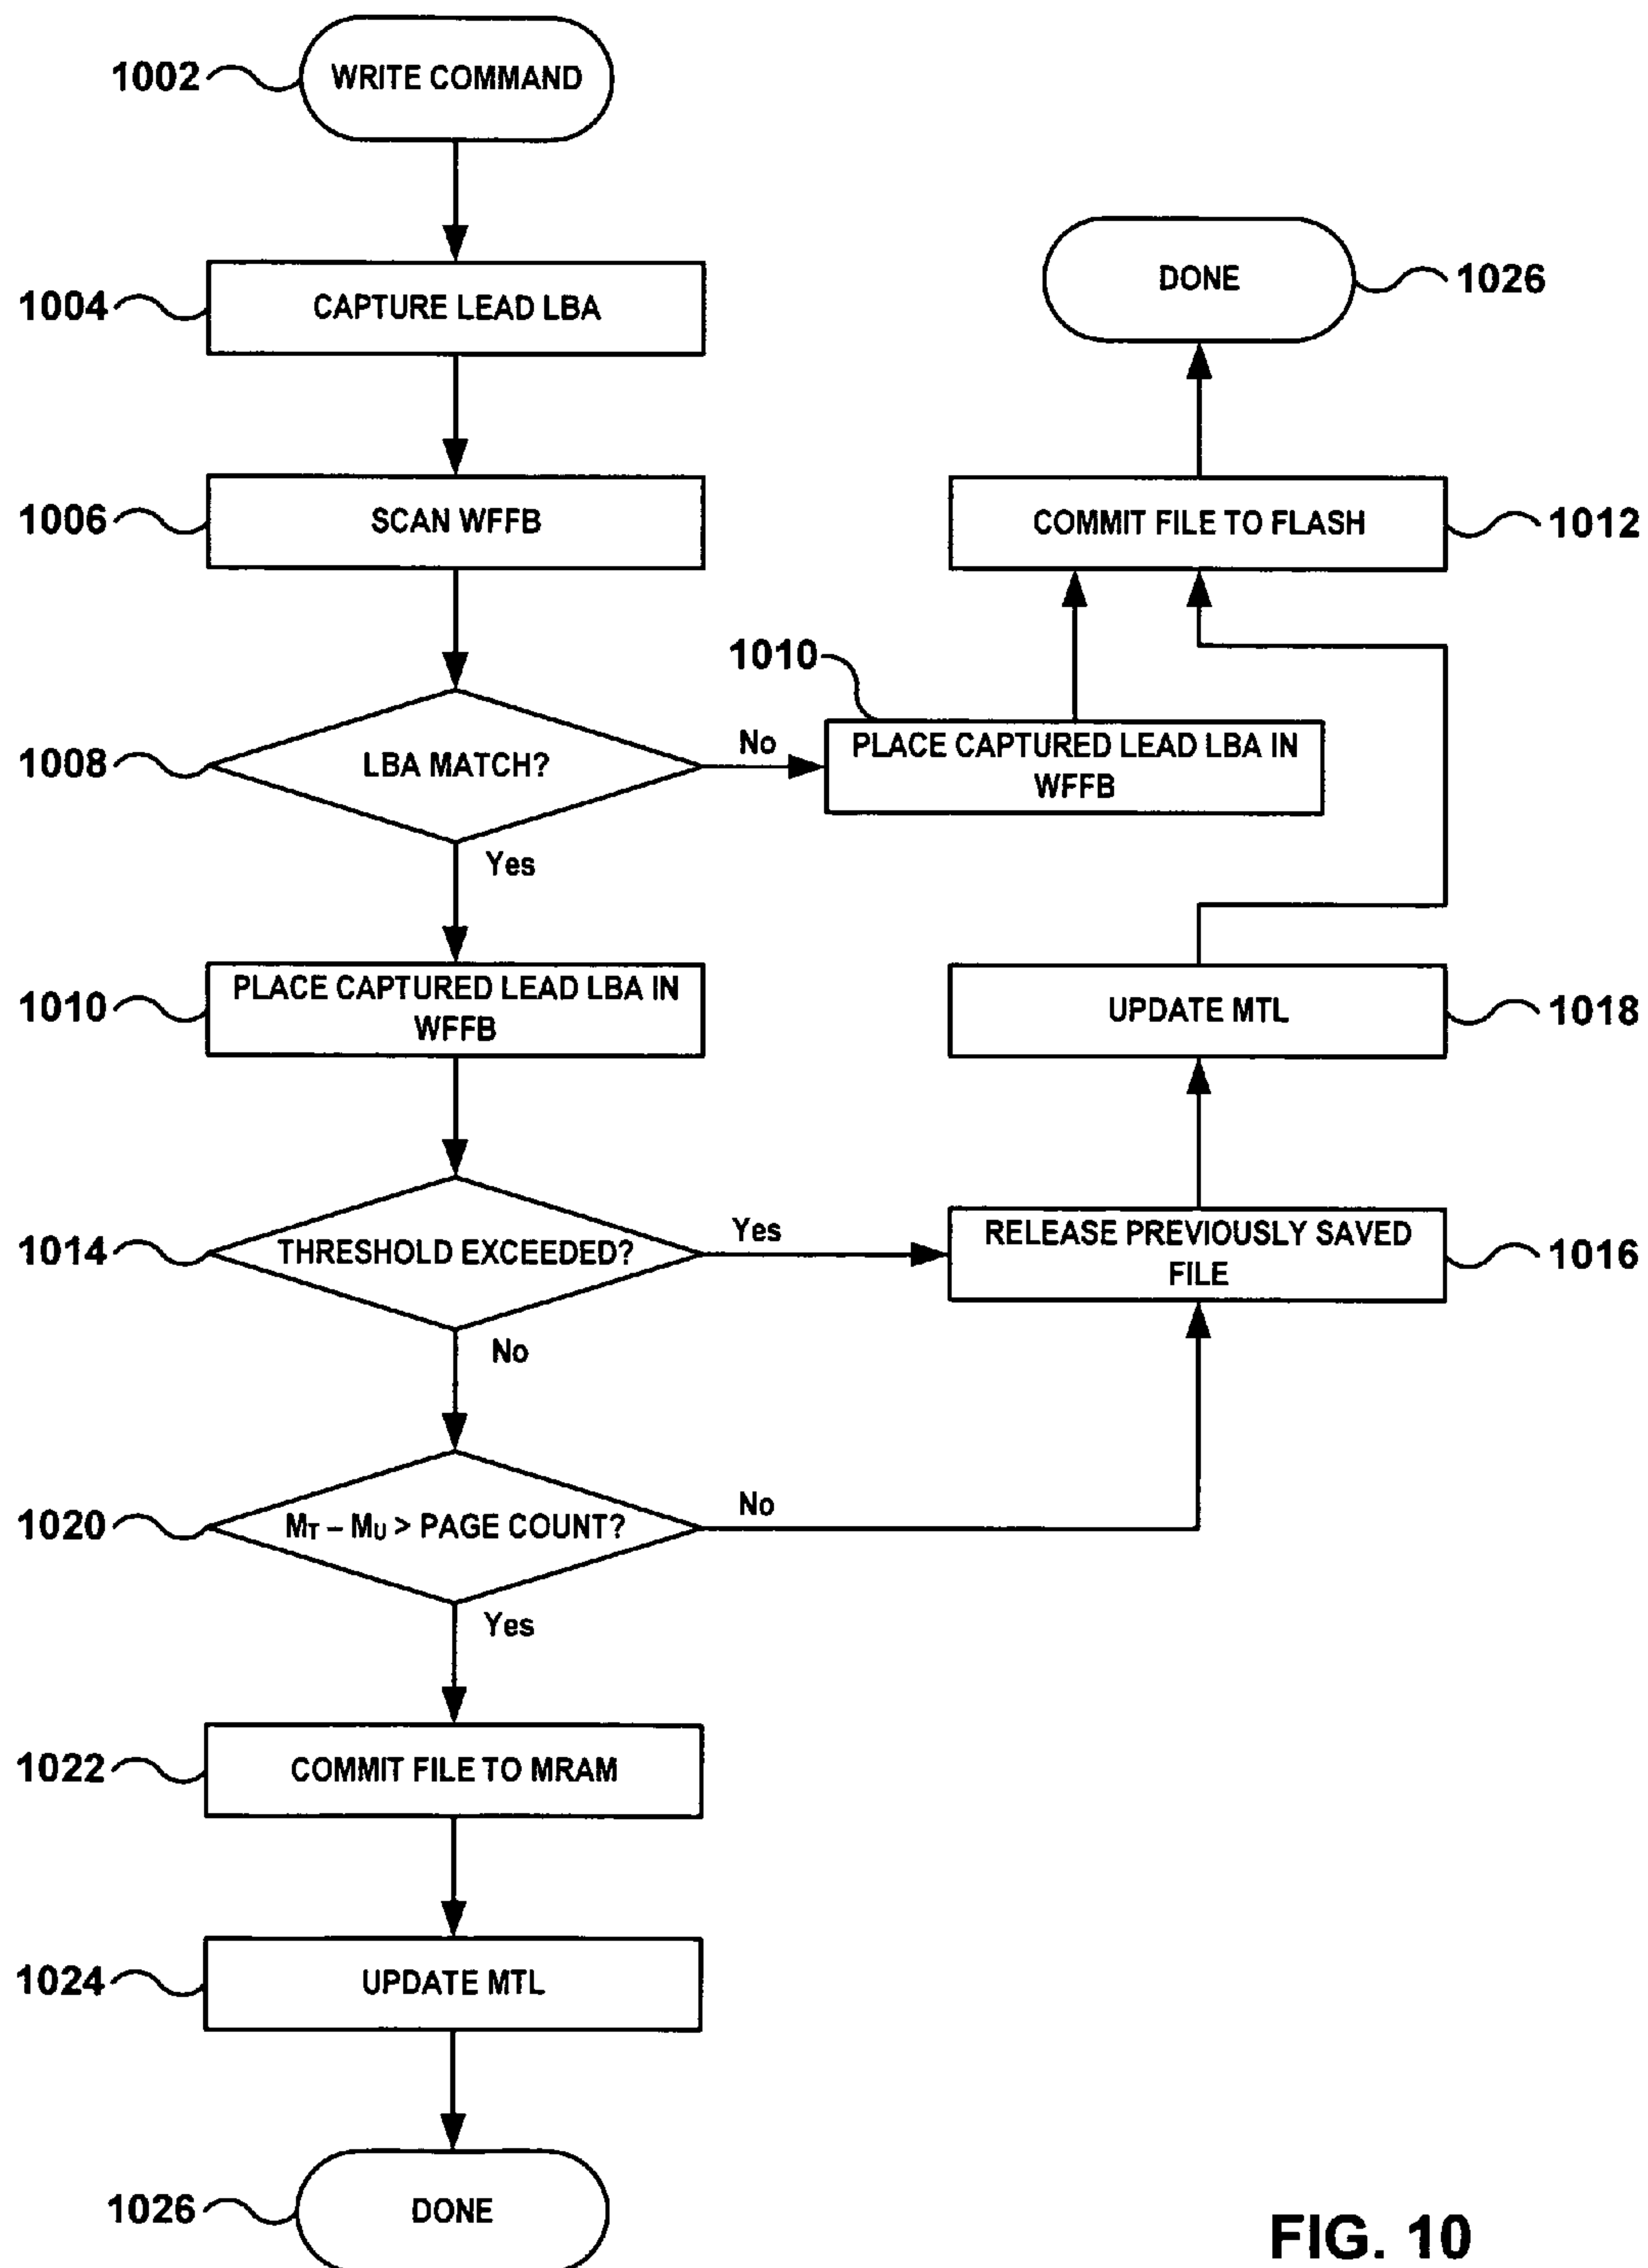 1002
WRITE COMMAND
1004
CAPTURE LEAD LBA
DONE
1026
1006
SCAN WFFB
COMMIT FILE TO FLASH
1012
1008
LBA MATCH?
No
1010
PLACE CAPTURED LEAD LBA IN
WFFB
Yes
1010
PLACE CAPTURED LEAD LBA IN
WFFB
UPDATE MTL
1018
1014
THRESHOLD EXCEEDED?
Yes
RELEASE PREVIOUSLY SAVED
FILE
1016
No
1020
MT – MU > PAGE COUNT?
No
Yes
1022
COMMIT FILE TO MRAM
1024
UPDATE MTL
1026
DONE
FIG. 10